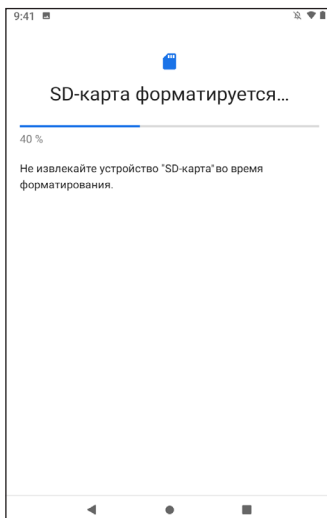 9:41
SD-карта форматируется...
40 %
Не извлекайте устройство "SD-карта" во время
форматирования.